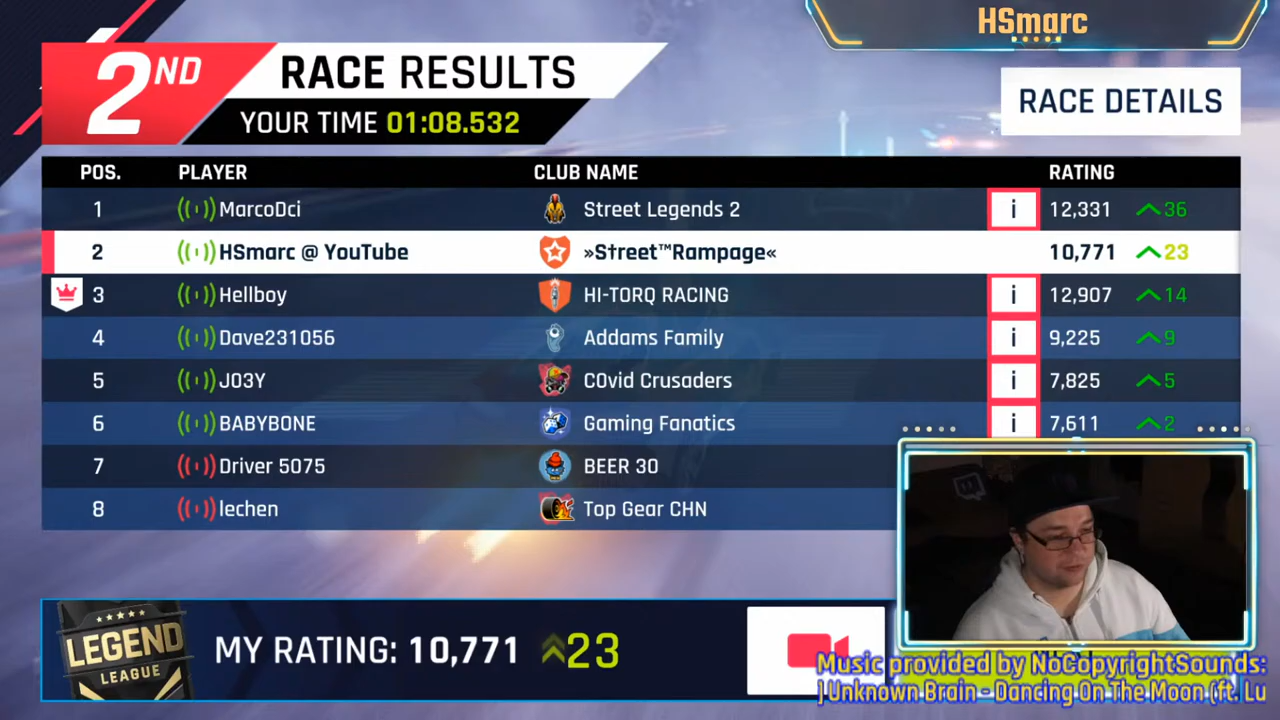 HSmarc
2ND
RACE RESULTS
YOUR TIME 01:08.532
RACE DETAILS
POS. PLAYER CLUB NAME RATING
1 MarcoDci Street Legends 2 i 12,331 36
2 HSmarc @ YouTube »Street™Rampage« 10,771 23
3 Hellboy HI-TORQ RACING i 12,907 14
4 Dave231056 Addams Family i 9,225 9
5 J03Y C0vid Crusaders i 7,825 5
6 BABYBONE Gaming Fanatics i 7,611 2
7 Driver 5075 BEER 30
8 lechen Top Gear CHN
LEGEND
LEAGUE
MY RATING: 10,771 23
Music provided by NoCopyrightSounds:
] Unknown Brain - Dancing On The Moon (ft. Lu